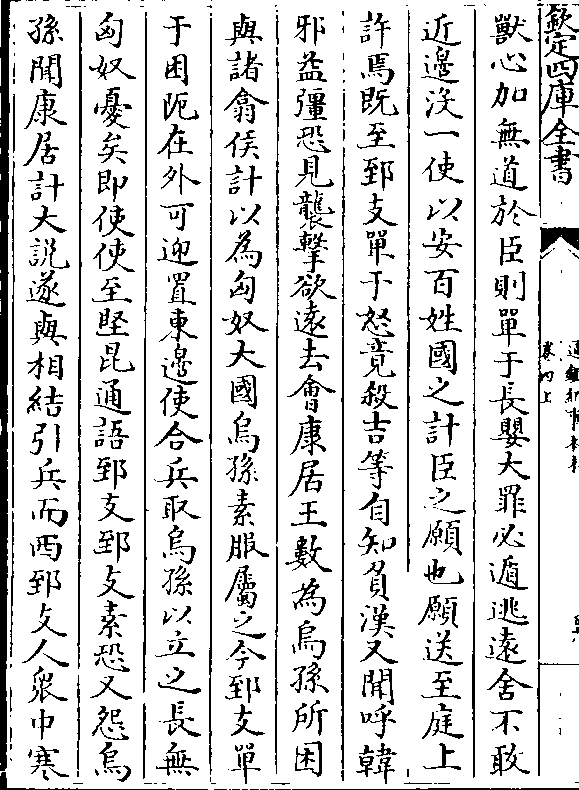 欽定四庫全書
卷四上
獸心加無道於臣則單于長嬰大罪必遁逃遠舍不敢
近邉沒一使以安百姓國之計臣之願也願送至庭上
許焉既至郅支單于怒竟殺吉等自知負漢又聞呼韓
邪益彊恐見襲擊欲遠去會康居王數為烏孫所困
與諸翕侯計以為匈奴大國烏孫素服屬之今郅支單
于困阨在外可迎置東邉使合兵取烏孫以立之長無
匈奴憂矣即使使至堅昆通語郅支郅支素恐又怨烏
孫聞康居計大説遂與相結引兵而西郅支人衆中寒